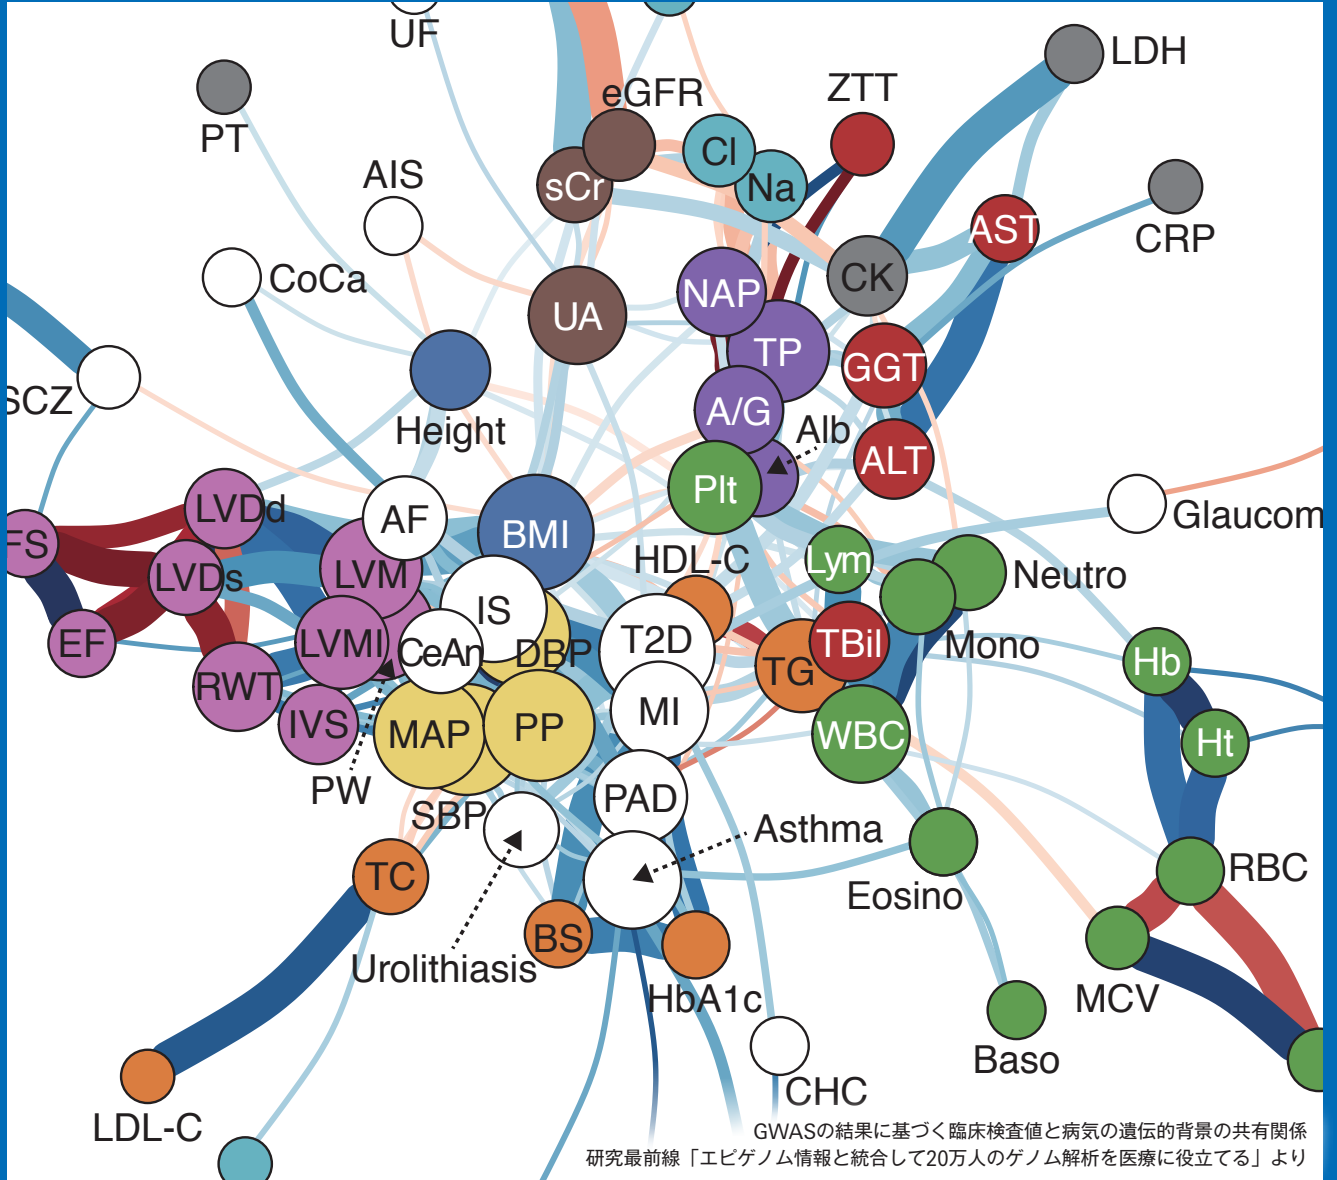 UF
LDH
eGFR
ZTT
PT
Cl
AIS
sCr
Na
AST
CRP
CoCa
CK
NAP
UA
TP
GGT
SCZ
A/G
Height
Alb
ALT
Plt
LVDd
AF
Glaucom
BMI
FS
HDL-C
Lym
LVDs
LVM
Neutro
IS
EF
LVMI
CeAn
DBP
T2D
TBil
Mono
TG
Hb
RWT
IVS
MAP
PP
MI
WBC
Ht
PW
SBP
PAD
Asthma
TC
RBC
Eosino
BS
Urolithiasis
HbA1c
MCV
Baso
CHC
LDL-C
GWASの結果に基づく臨床検査値と病気の遺伝的背景の共有関係
研究最前線「エピゲノム情報と統合して20万人のゲノム解析を医療に役立てる」より